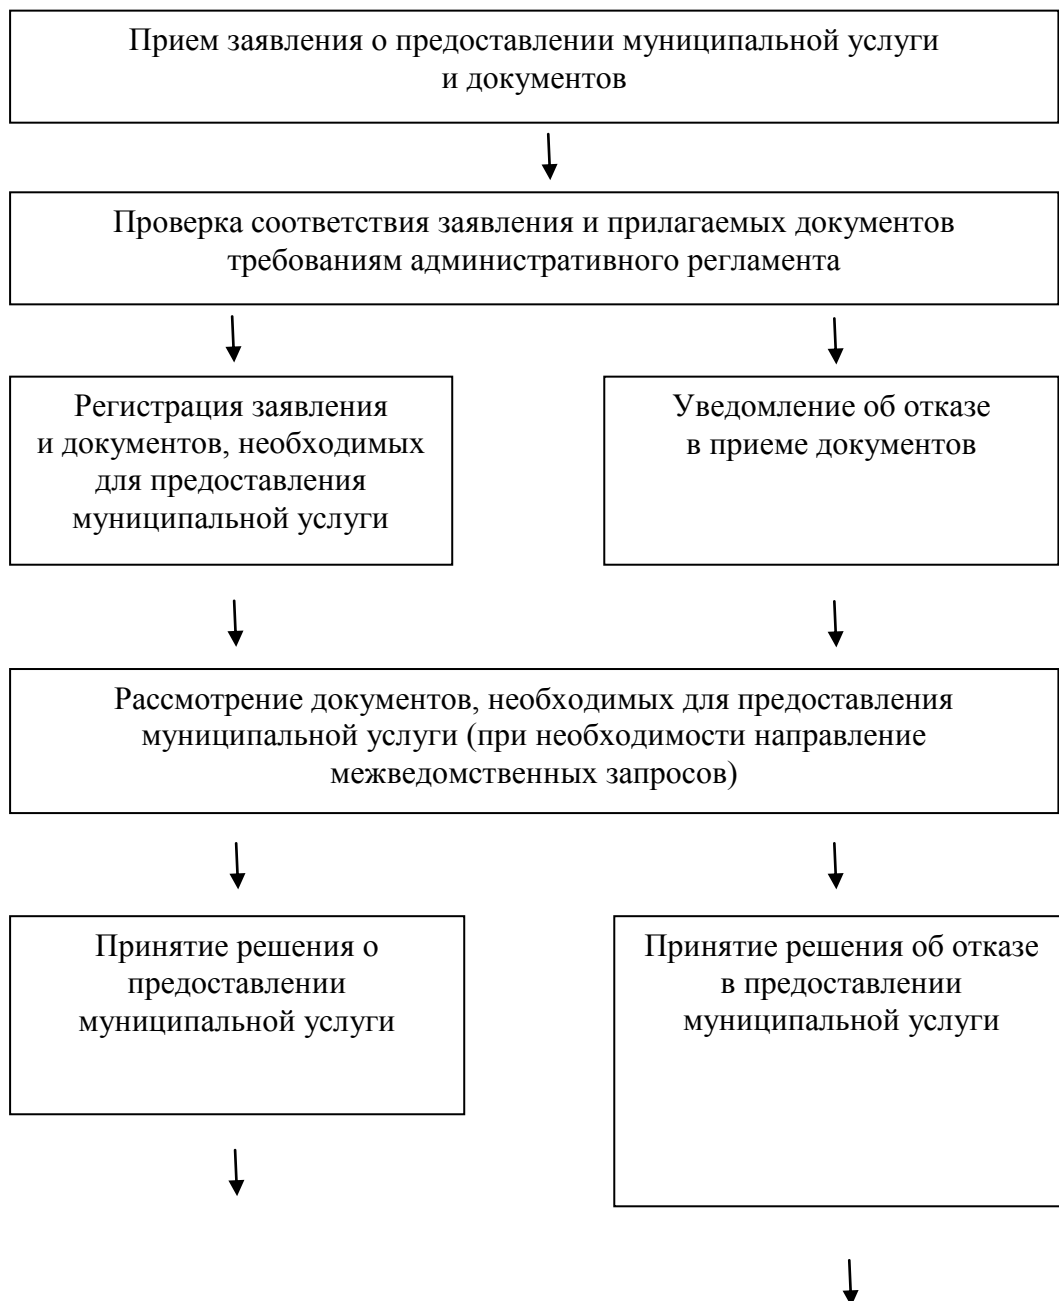 Прием заявления о предоставлении муниципальной услуги
и документов
Проверка соответствия заявления и прилагаемых документов
требованиям административного регламента
Регистрация заявления
и документов, необходимых
для предоставления
муниципальной услуги
Уведомление об отказе
в приеме документов
Рассмотрение документов, необходимых для предоставления
муниципальной услуги (при необходимости направление
межведомственных запросов)
Принятие решения о
предоставлении
муниципальной услуги
Принятие решения об отказе
в предоставлении
муниципальной услуги